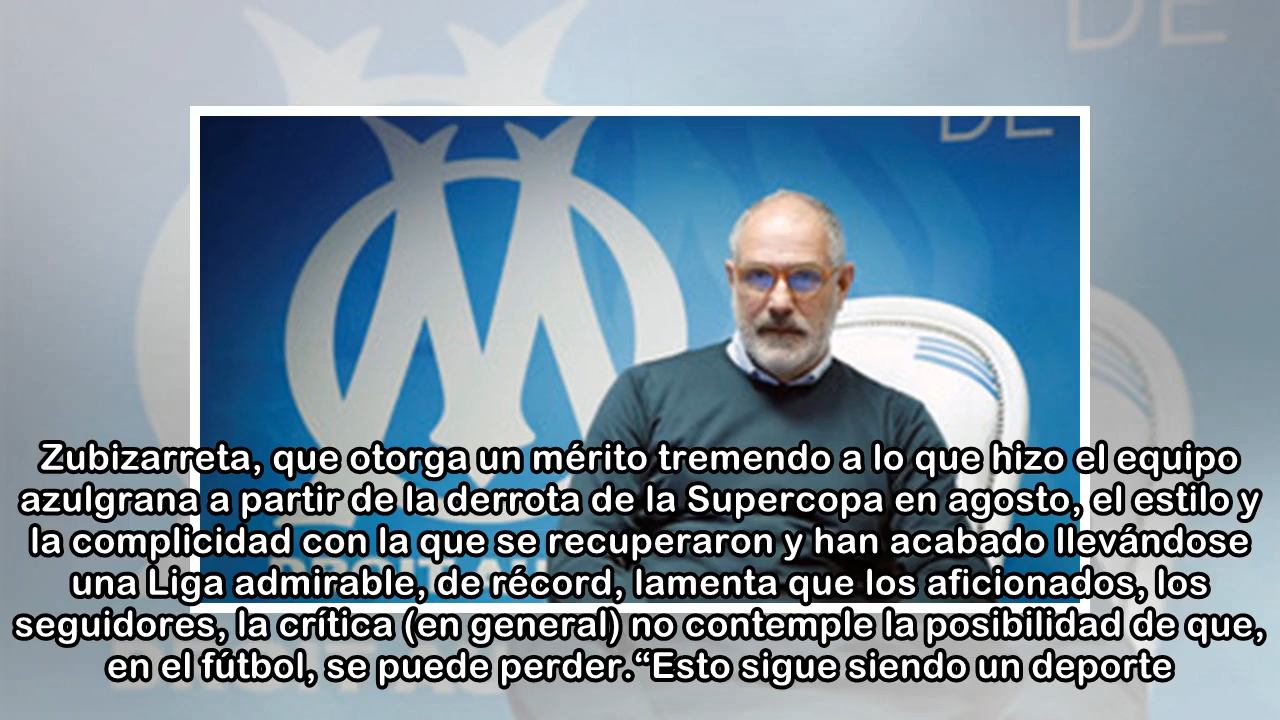 DE
DE
Zubizarreta, que otorga un mérito tremendo a lo que hizo el equipo
azulgrana a partir de la derrota de la Supercopa en agosto, el estilo y
la complicidad con la que se recuperaron y han acabado llevándose
una Liga admirable, de récord, lamenta que los aficionados, los
seguidores, la crítica (en general) no contemple la posibilidad de que,
en el fútbol, se puede perder.“Esto sigue siendo un deporte